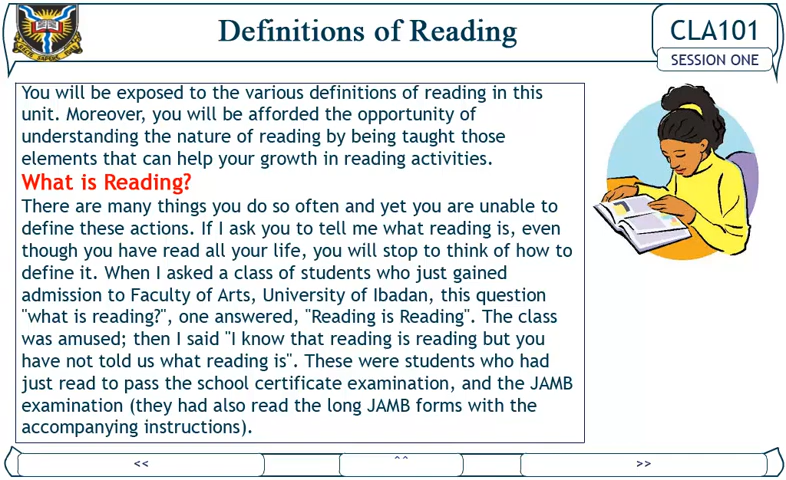 Definitions of Reading
CLA101
SESSION ONE
You will be exposed to the various definitions of reading in this
unit. Moreover, you will be afforded the opportunity of
understanding the nature of reading by being taught those
elements that can help your growth in reading activities.
What is Reading?
There are many things you do so often and yet you are unable to
define these actions. If I ask you to tell me what reading is, even
though you have read all your life, you will stop to think of how to
define it. When I asked a class of students who just gained
admission to Faculty of Arts, University of Ibadan, this question
"what is reading?", one answered, "Reading is Reading". The class
was amused; then I said "I know that reading is reading but you
have not told us what reading is". These were students who had
just read to pass the school certificate examination, and the JAMB
examination (they had also read the long JAMB forms with the
accompanying instructions).
<<
^^
>>